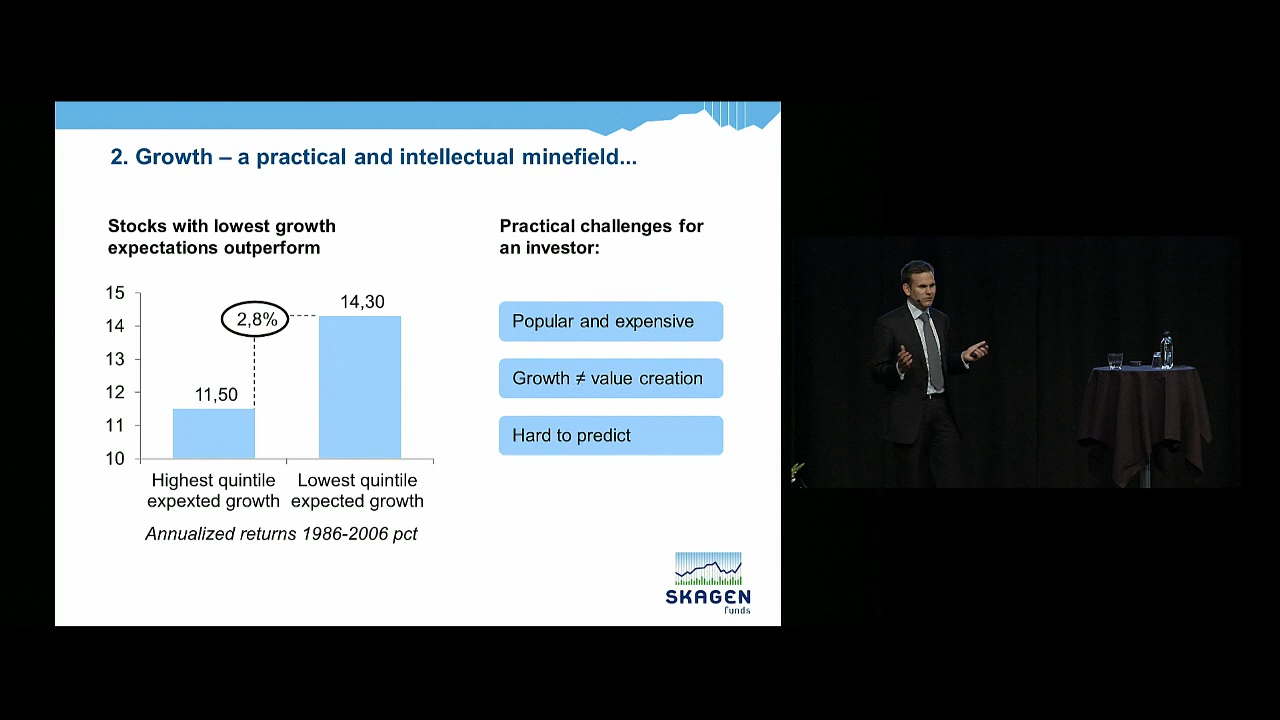 2. Growth – a practical and intellectual minefield...
Stocks with lowest growth
expectations outperform
15
14
13
12
11
10
2,8%
11,50
14,30
Highest quintile
expexted growth
Lowest quintile
expected growth
Annualized returns 1986-2006 pct
Practical challenges for
an investor:
Popular and expensive
Growth ≠ value creation
Hard to predict
SKAGEN
funds